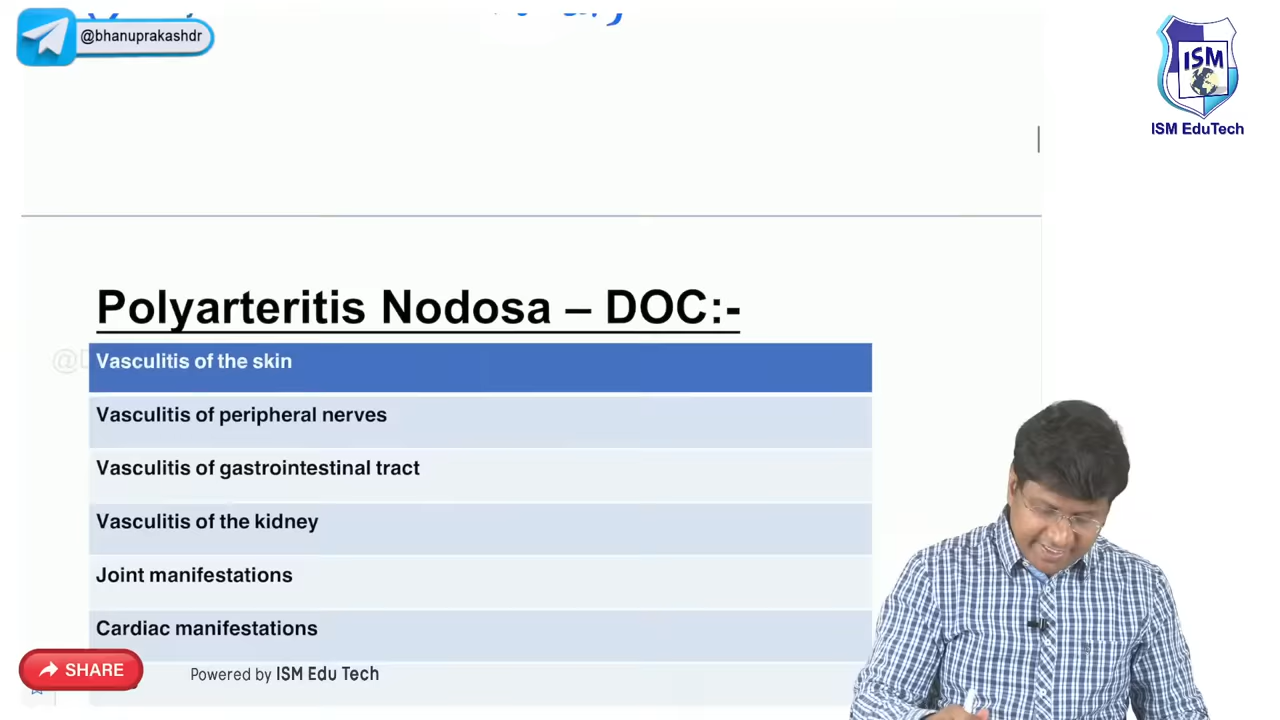 @bhanuprakashdr
ISM
ISM EduTech
Polyarteritis Nodosa – DOC:-
Vasculitis of the skin
Vasculitis of peripheral nerves
Vasculitis of gastrointestinal tract
Vasculitis of the kidney
Joint manifestations
Cardiac manifestations
SHARE
Powered by ISM Edu Tech